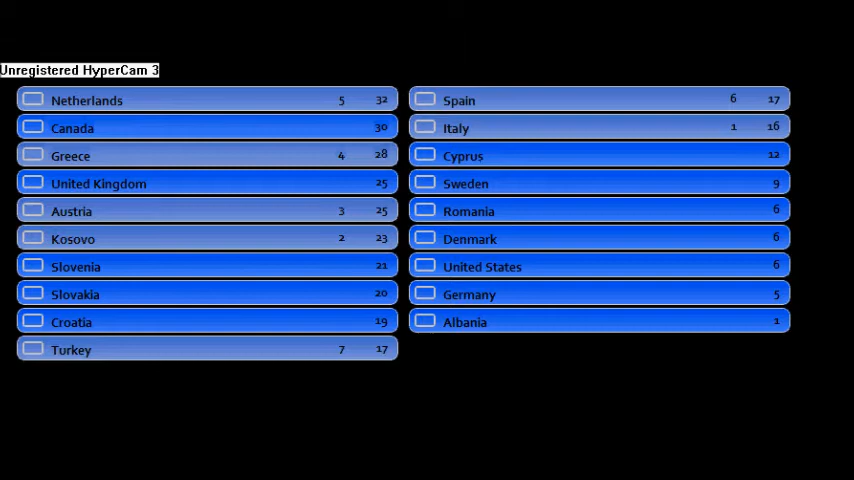 Unregistered HyperCam 3
Netherlands 5 32
Canada 30
Greece 4 28
United Kingdom 25
Austria 3 25
Kosovo 2 23
Slovenia 21
Slovakia 20
Croatia 19
Turkey 7 17
Spain 6 17
Italy 1 16
Cyprus 12
Sweden 9
Romania 6
Denmark 6
United States 6
Germany 5
Albania 1